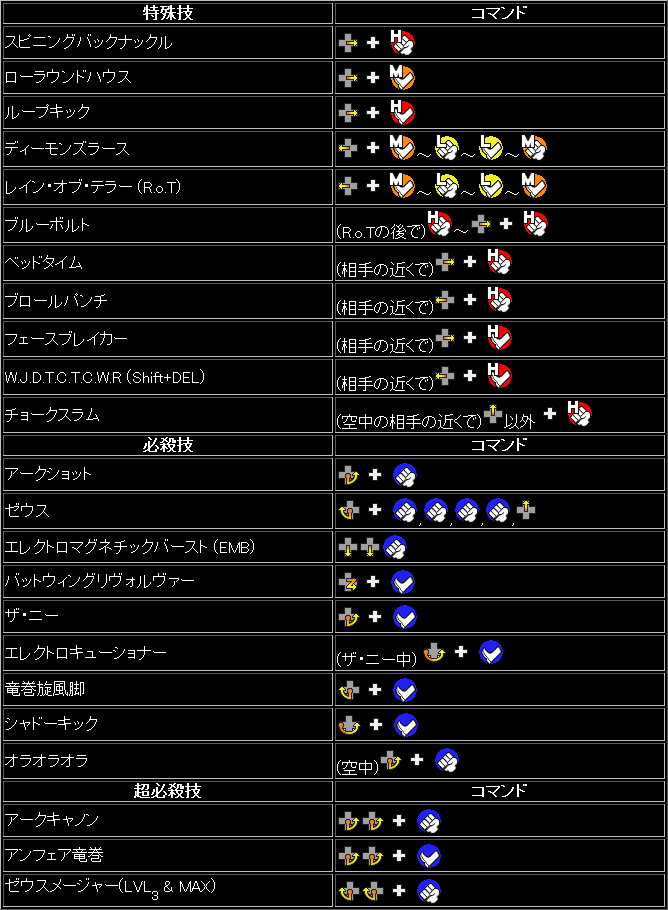 特殊技 コマンド
スピニングバックナックル + H
ローラウンドハウス + M
ループキック + H
ディーモンズラース + M～L～L～M
レイン・オブ・テラー (R.o.T) + M～L～L～M
ブルーボルト (R.o.Tの後で)H～ + H
ベッドタイム (相手の近くで) + H
ブロールパンチ (相手の近くで) + H
フェースブレイカー (相手の近くで) + H
W.J.D.T.C.T.C.W.R (Shift+DEL) (相手の近くで) + H
チョークスラム (空中の相手の近くで)以外 + H
必殺技 コマンド
アークショット +
ゼウス + , , , ,
エレクトロマグネチックバースト (EMB)
バットウィングリヴォルヴァー +
ザ・ニー +
エレクトロキューショナー (ザ・ニー中) +
竜巻旋風脚 +
シャドーキック +
オラオラオラ (空中) +
超必殺技 コマンド
アークキャノン +
アンフェア竜巻 +
ゼウスメージャー(LVL3 & MAX) +